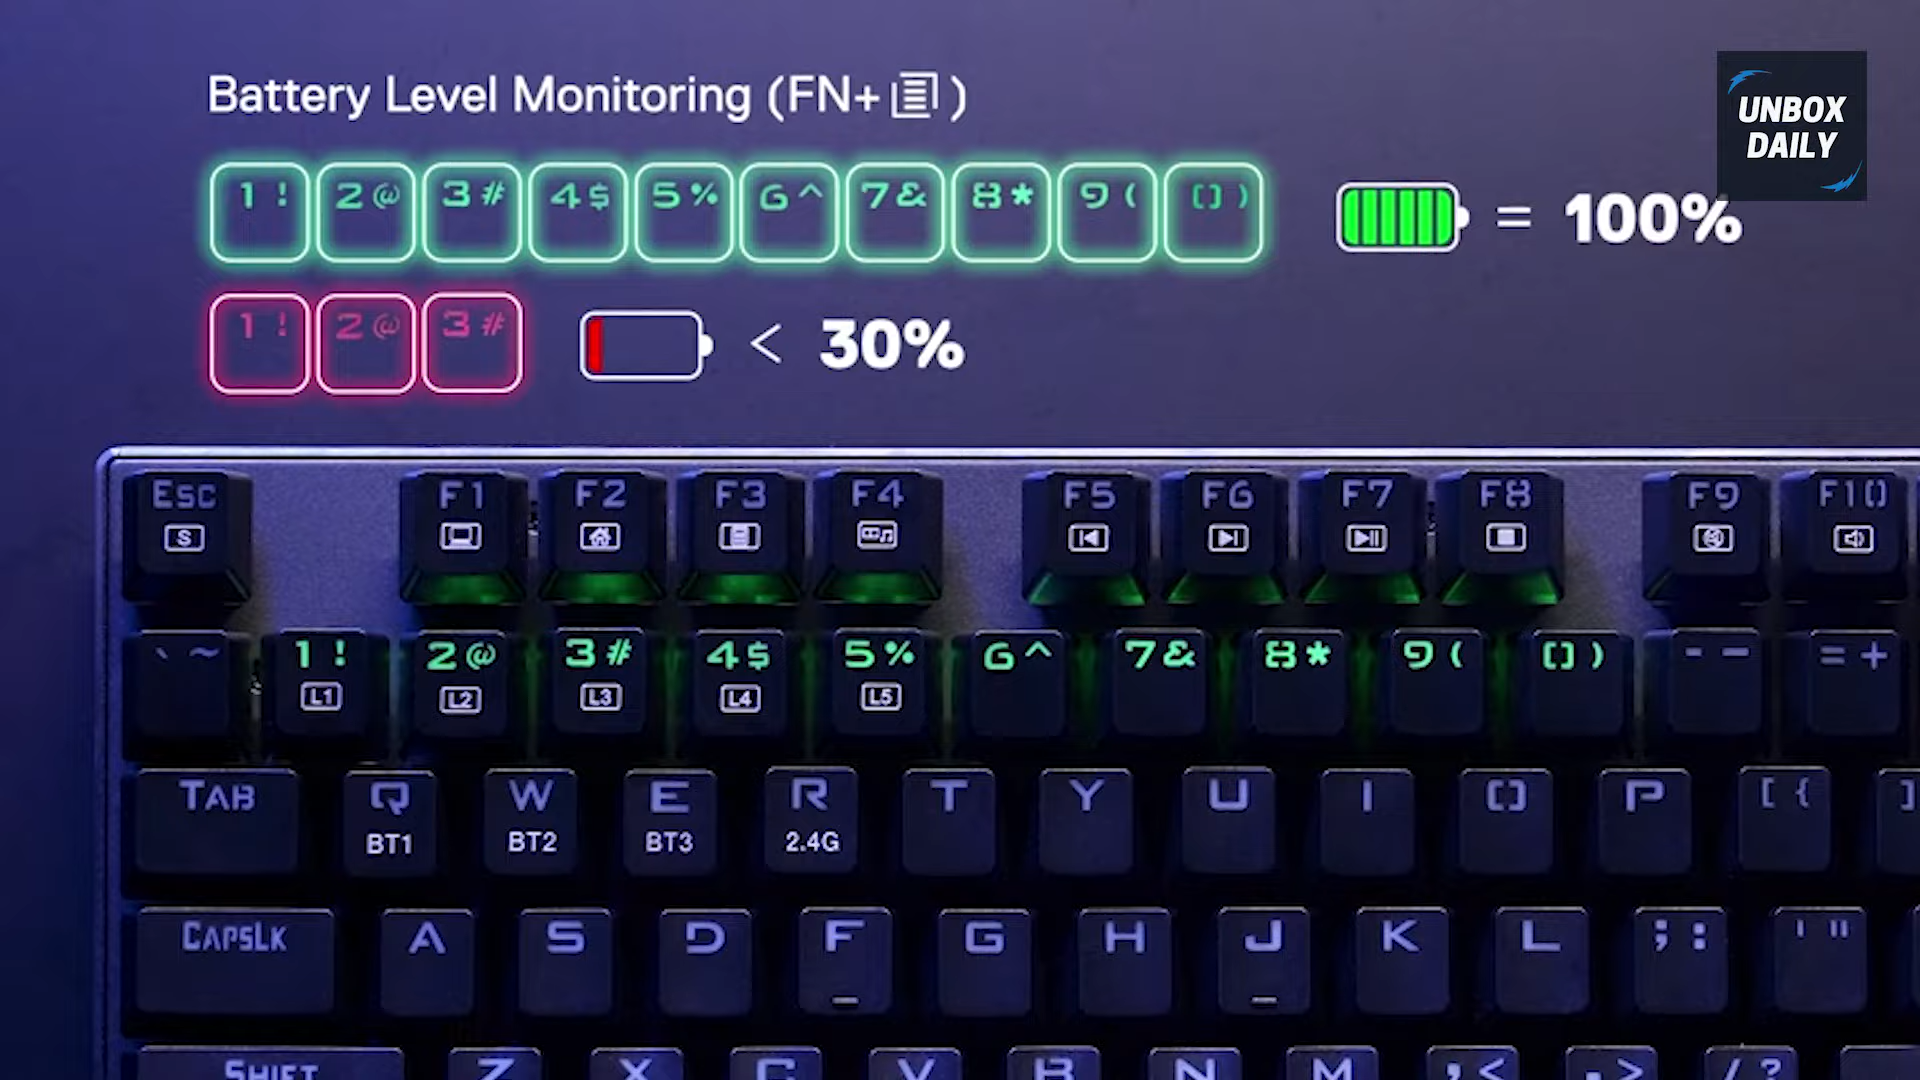 Battery Level Monitoring (FN+ )
UNBOX
DAILY
1 ! 2 @ 3 # 4 $ 5 % 6 ^ 7 & 8 * 9 ( 0 )
= 100%
1 ! 2 @ 3 #
< 30%
Esc F1 F2 F3 F4 F5 F6 F7 F8 F9 F10
S
` ~ 1 ! 2 @ 3 # 4 $ 5 % 6 ^ 7 & 8 * 9 ( 0 ) - — = +
L1 L2 L3 L4 L5
TAB Q W E R T Y U I O P [ { ]
BT1 BT2 BT3 2.4G
CAPSLK A S D F G H J K L ; : ' "
SHIFT Z X C V B N M , < . > / ?